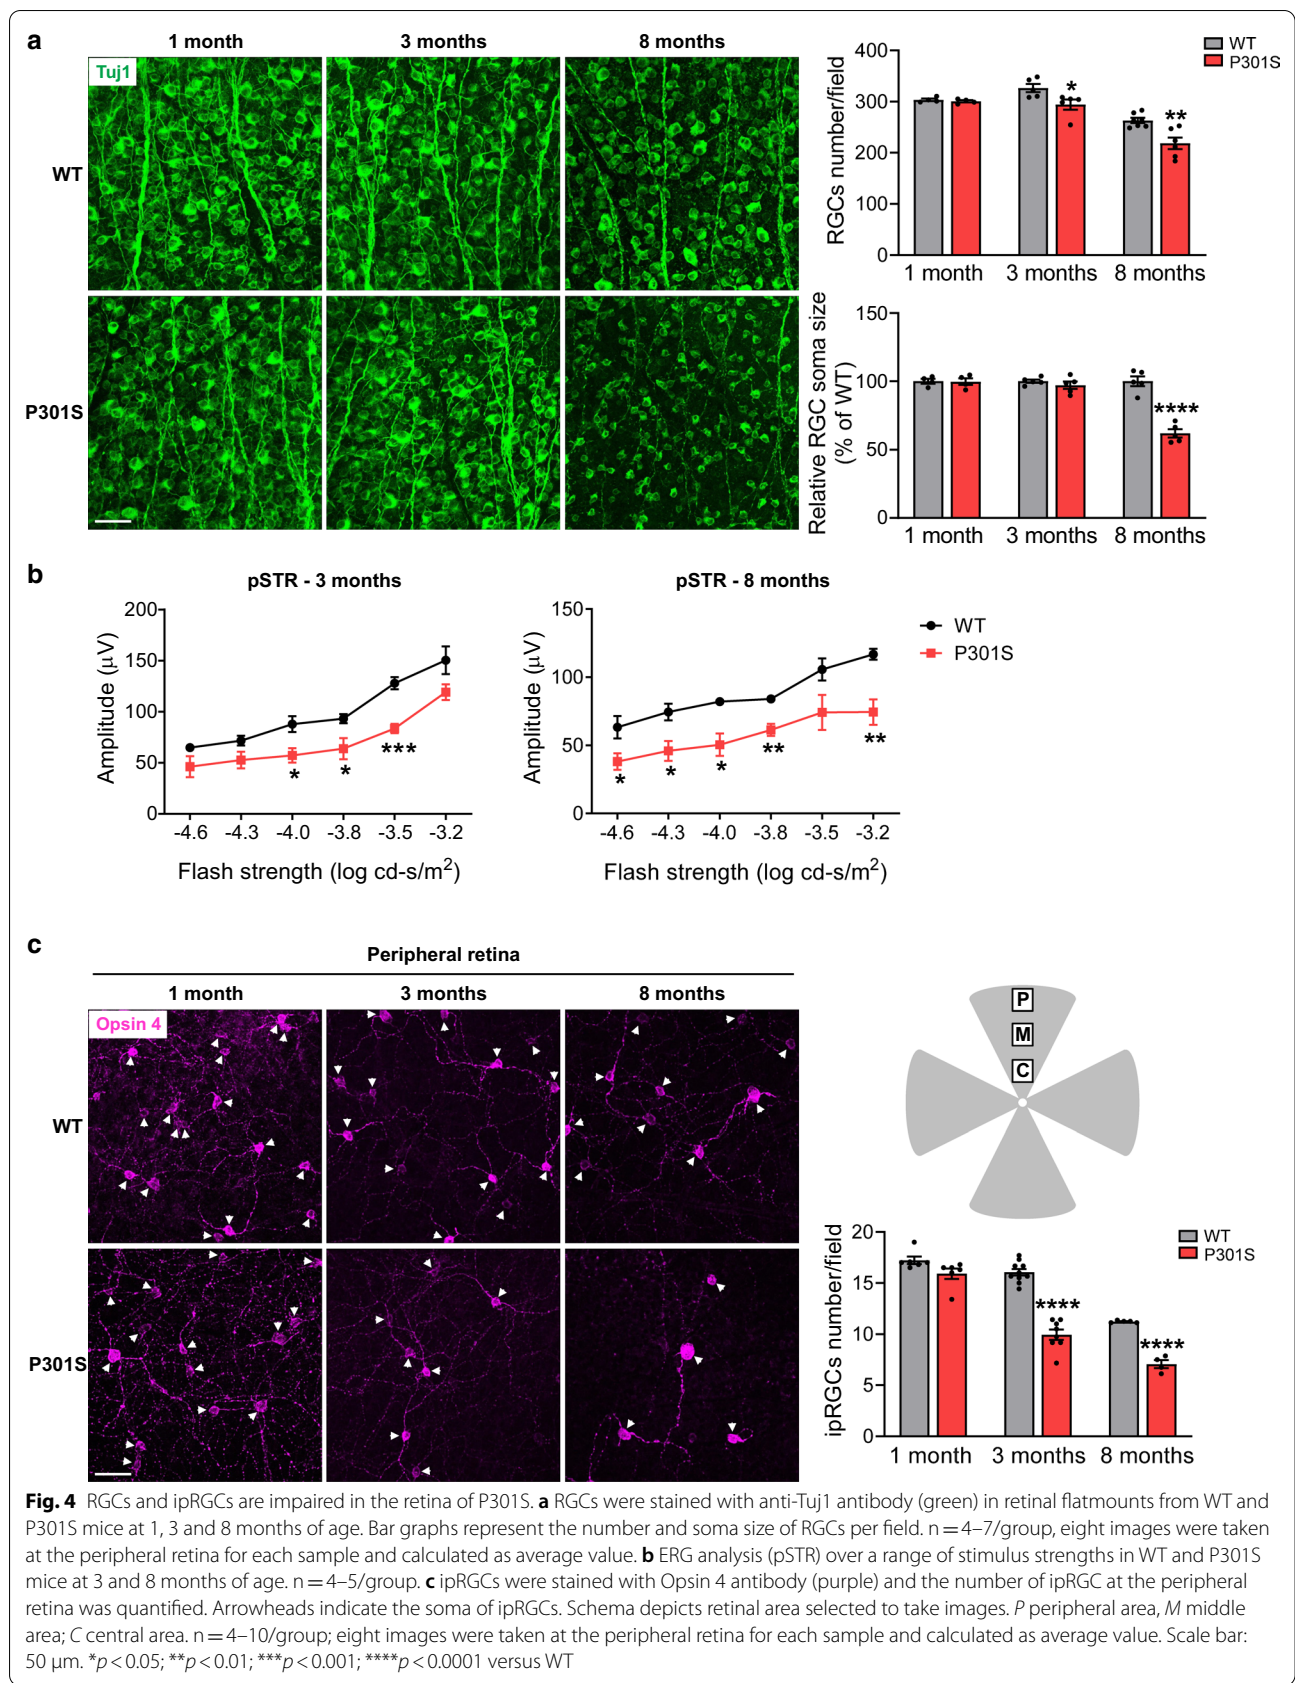 a
1 month
3 months
8 months
Tuj1
WT
P301S
400
300
200
100
0
RGCs number/field
WT
P301S
*
**
1 month
3 months
8 months
150
100
50
0
Relative RGC soma size
(% of WT)
****
1 month
3 months
8 months
b
pSTR - 3 months
200
150
100
50
0
Amplitude (µV)
*
*
***
-4.6
-4.3
-4.0
-3.8
-3.5
-3.2
Flash strength (log cd-s/m²)
pSTR - 8 months
150
100
50
0
Amplitude (µV)
*
*
*
**
**
-4.6
-4.3
-4.0
-3.8
-3.5
-3.2
Flash strength (log cd-s/m²)
WT
P301S
c
Peripheral retina
1 month
3 months
8 months
Opsin 4
WT
P301S
P
M
C
20
15
10
5
0
ipRGCs number/field
WT
P301S
****
****
1 month
3 months
8 months
Fig. 4 RGCs and ipRGCs are impaired in the retina of P301S. a RGCs were stained with anti-Tuj1 antibody (green) in retinal flatmounts from WT and
P301S mice at 1, 3 and 8 months of age. Bar graphs represent the number and soma size of RGCs per field. n = 4–7/group, eight images were taken
at the peripheral retina for each sample and calculated as average value. b ERG analysis (pSTR) over a range of stimulus strengths in WT and P301S
mice at 3 and 8 months of age. n = 4–5/group. c ipRGCs were stained with Opsin 4 antibody (purple) and the number of ipRGC at the peripheral
retina was quantified. Arrowheads indicate the soma of ipRGCs. Schema depicts retinal area selected to take images. P peripheral area, M middle
area; C central area. n = 4–10/group; eight images were taken at the peripheral retina for each sample and calculated as average value. Scale bar:
50 µm. *p < 0.05; **p < 0.01; ***p < 0.001; ****p < 0.0001 versus WT